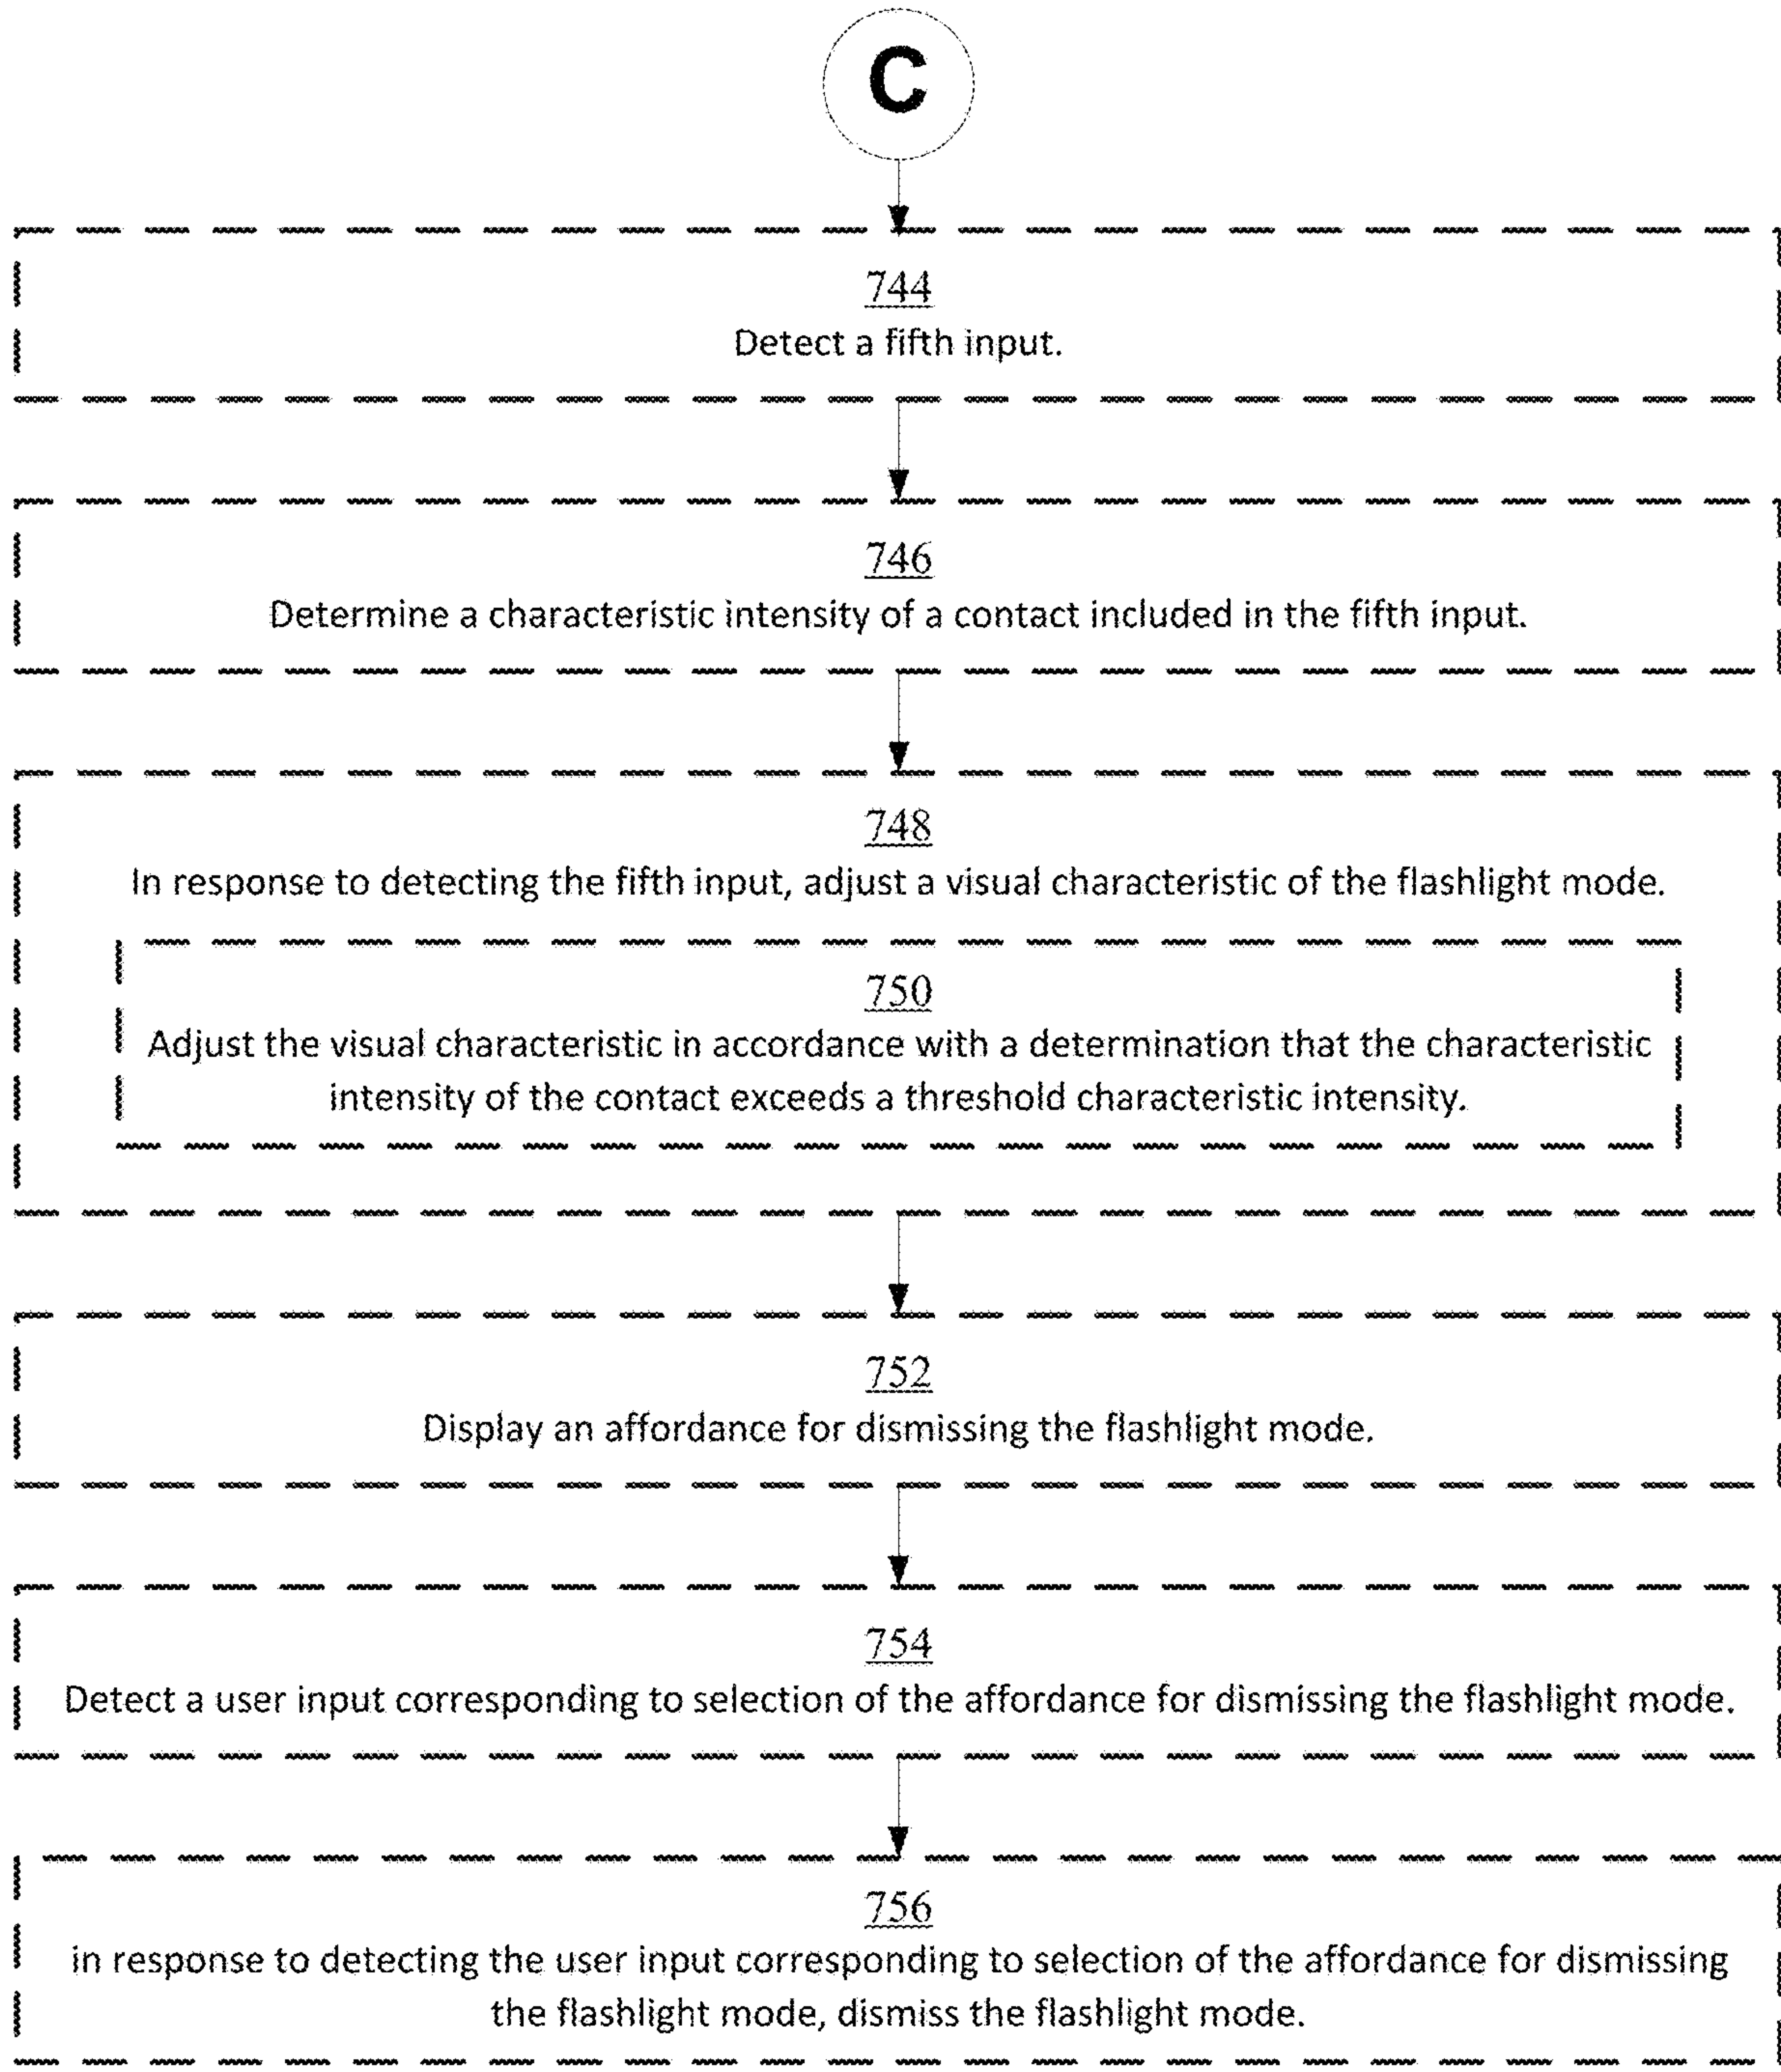 C
744
Detect a fifth input.
746
Determine a characteristic intensity of a contact included in the fifth input.
748
In response to detecting the fifth input, adjust a visual characteristic of the flashlight mode.
750
Adjust the visual characteristic in accordance with a determination that the characteristic
intensity of the contact exceeds a threshold characteristic intensity.
752
Display an affordance for dismissing the flashlight mode.
754
Detect a user input corresponding to selection of the affordance for dismissing the flashlight mode.
756
in response to detecting the user input corresponding to selection of the affordance for dismissing
the flashlight mode, dismiss the flashlight mode.